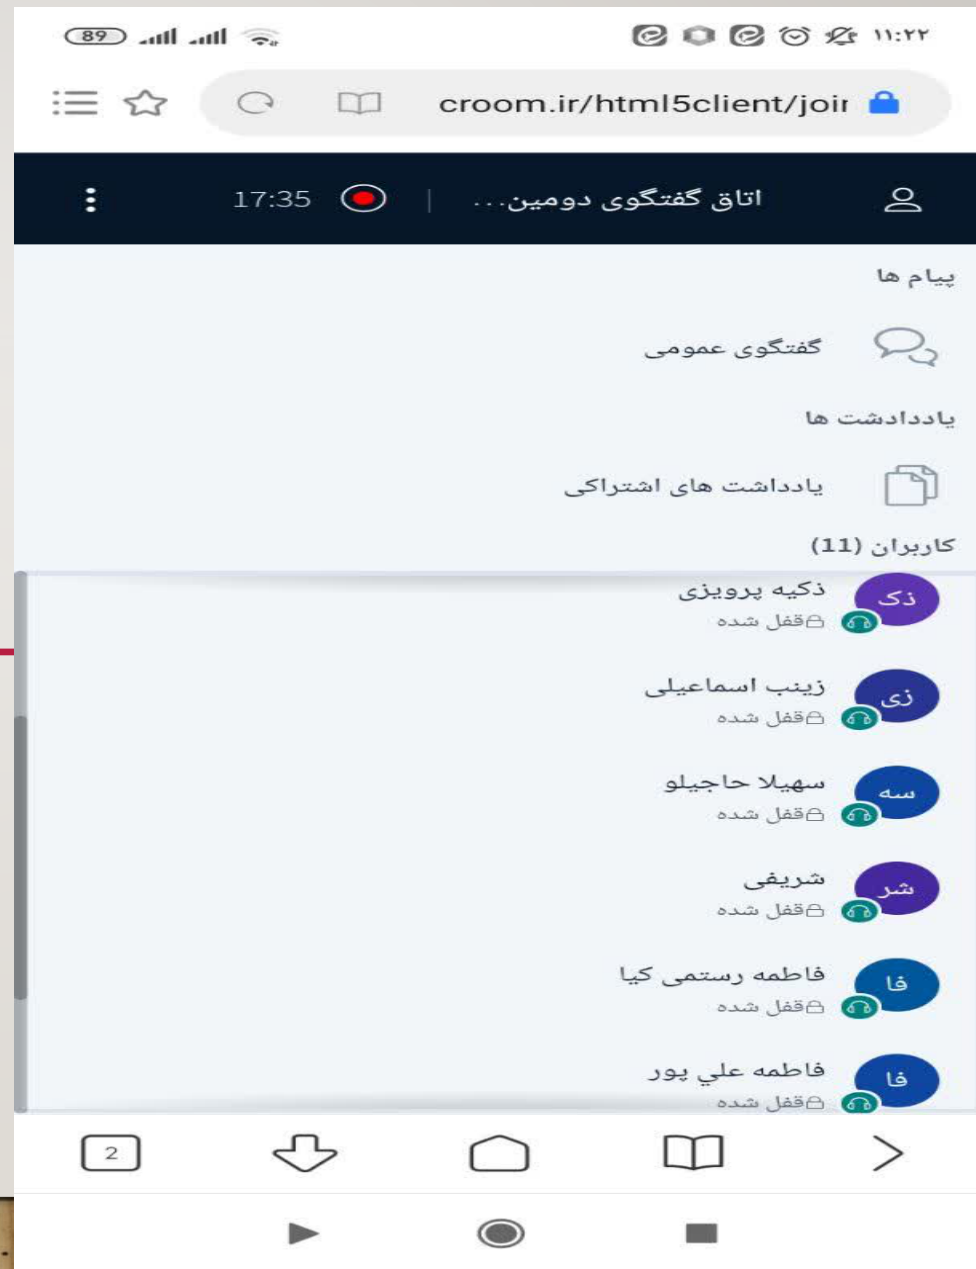 89
۱۱:۲۲
croom.ir/html5client/joir
اتاق گفتگوی دومین...
17:35
پیام ها
گفتگوی عمومی
یاددادشت ها
یادداشت های اشتراکی
کاربران (11)
ذک
ذکیه پرویزی
قفل شده
زی
زینب اسماعیلی
قفل شده
سه
سهیلا حاجیلو
قفل شده
شر
شریفی
قفل شده
فا
فاطمه رستمی کیا
قفل شده
فا
فاطمه علي پور
قفل شده
2